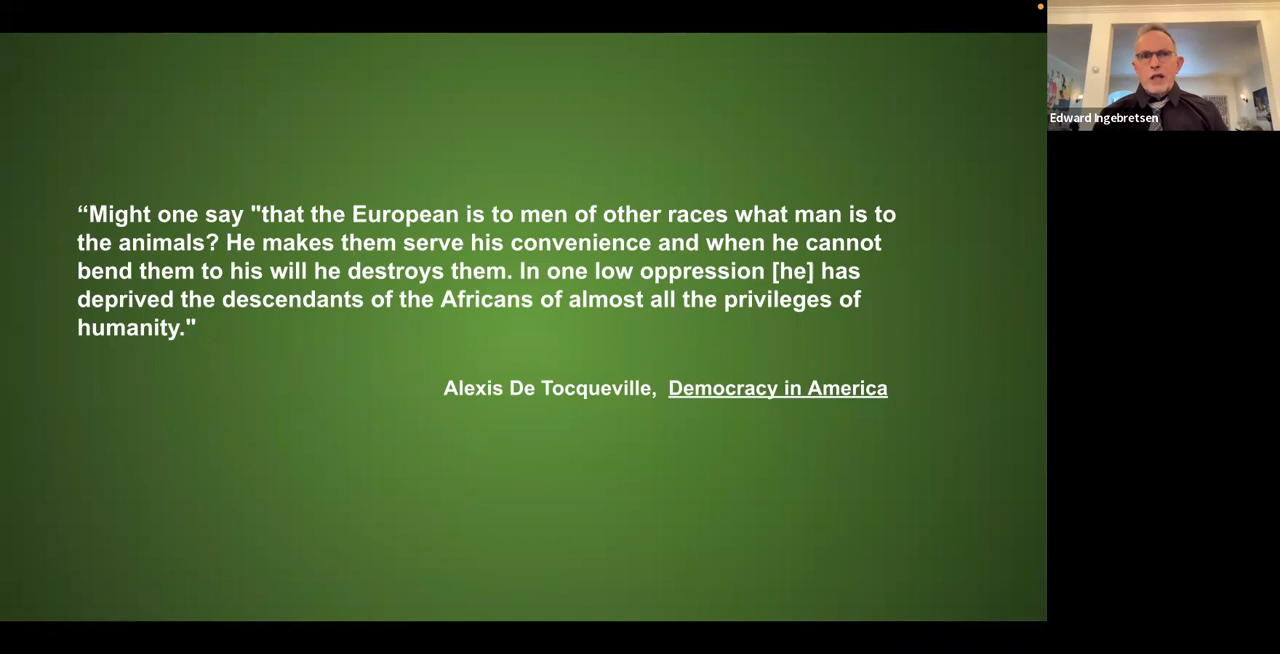 “Might one say "that the European is to men of other races what man is to
the animals? He makes them serve his convenience and when he cannot
bend them to his will he destroys them. In one low oppression [he] has
deprived the descendants of the Africans of almost all the privileges of
humanity."
Alexis De Tocqueville, Democracy in America
Edward Ingebretsen